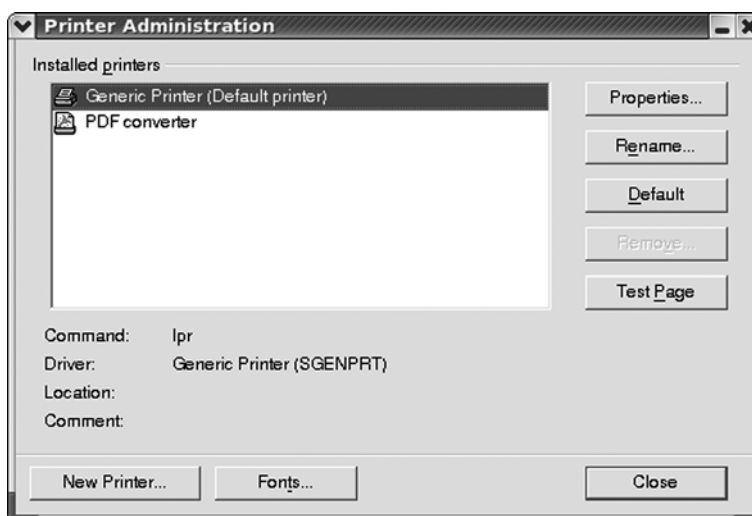 Printer Administration
Installed printers
Generic Printer (Default printer)
PDF converter
Properties...
Rename...
Default
Remove...
Test Page
Command: lpr
Driver: Generic Printer (SGENPRT)
Location:
Comment:
New Printer... Fonts... Close